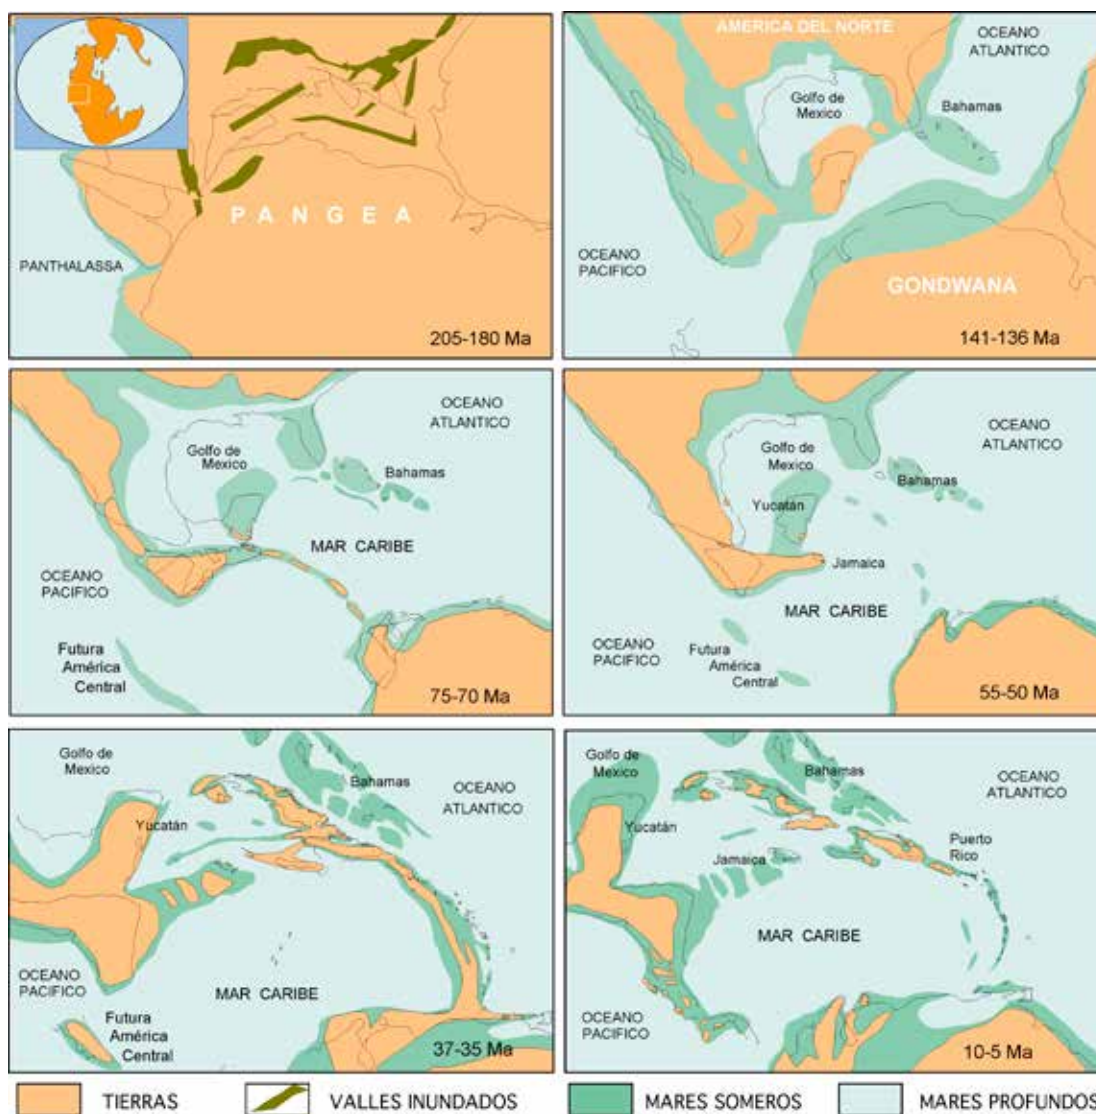 PANGEA
PANTHALASSA
205-180 Ma
AMERICA DEL NORTE
OCEANO
ATLANTICO
Golfo de
Mexico
Bahamas
OCEANO
PACIFICO
GONDWANA
141-136 Ma
OCEANO
ATLANTICO
Golfo de
Mexico
Bahamas
MAR CARIBE
OCEANO
PACIFICO
Futura
América
Central
75-70 Ma
OCEANO
ATLANTICO
Golfo de
Mexico
Bahamas
Yucatán
Jamaica
MAR CARIBE
OCEANO
PACIFICO
Futura
América
Central
55-50 Ma
Golfo de
Mexico
Bahamas
OCEANO
ATLANTICO
Yucatán
OCEANO
PACIFICO
MAR CARIBE
Futura
América
Central
37-35 Ma
Golfo de
Mexico
Bahamas
OCEANO
ATLANTICO
Yucatán
Jamaica
Puerto
Rico
MAR CARIBE
OCEANO
PACIFICO
10-5 Ma
TIERRAS
VALLES INUNDADOS
MARES SOMEROS
MARES PROFUNDOS